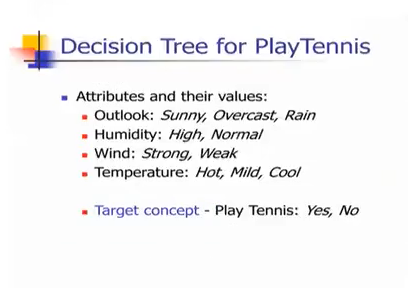 Decision Tree for PlayTennis
Attributes and their values:
Outlook: Sunny, Overcast, Rain
Humidity: High, Normal
Wind: Strong, Weak
Temperature: Hot, Mild, Cool
Target concept - Play Tennis: Yes, No